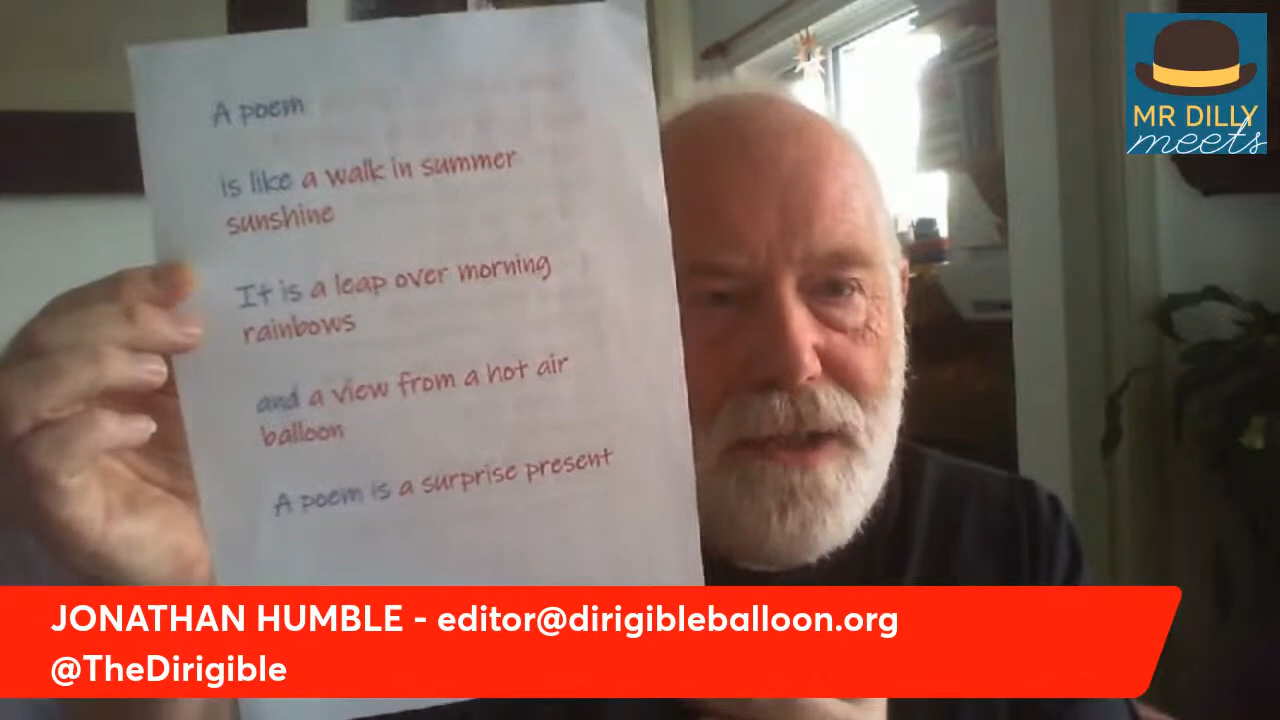 A poem
is like a walk in summer
sunshine
It is a leap over morning
rainbows
and a view from a hot air
balloon
A poem is a surprise present
MR DILLY
meets
JONATHAN HUMBLE - editor@dirigibleballoon.org
@TheDirigible